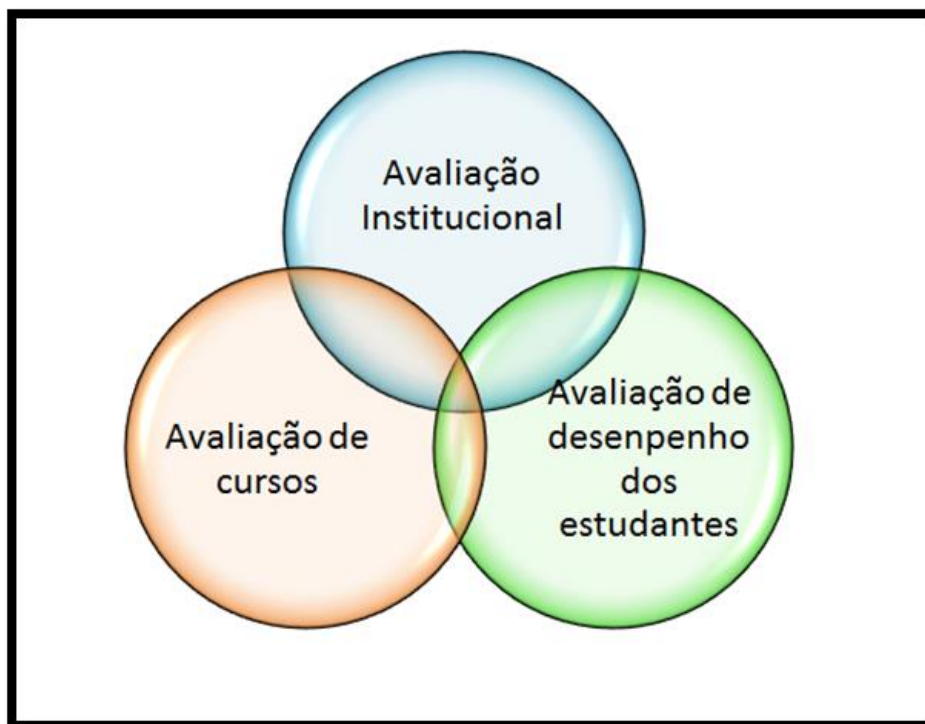 Avaliação
Institucional
Avaliação de
cursos
Avaliação de
desenpenho
dos
estudantes